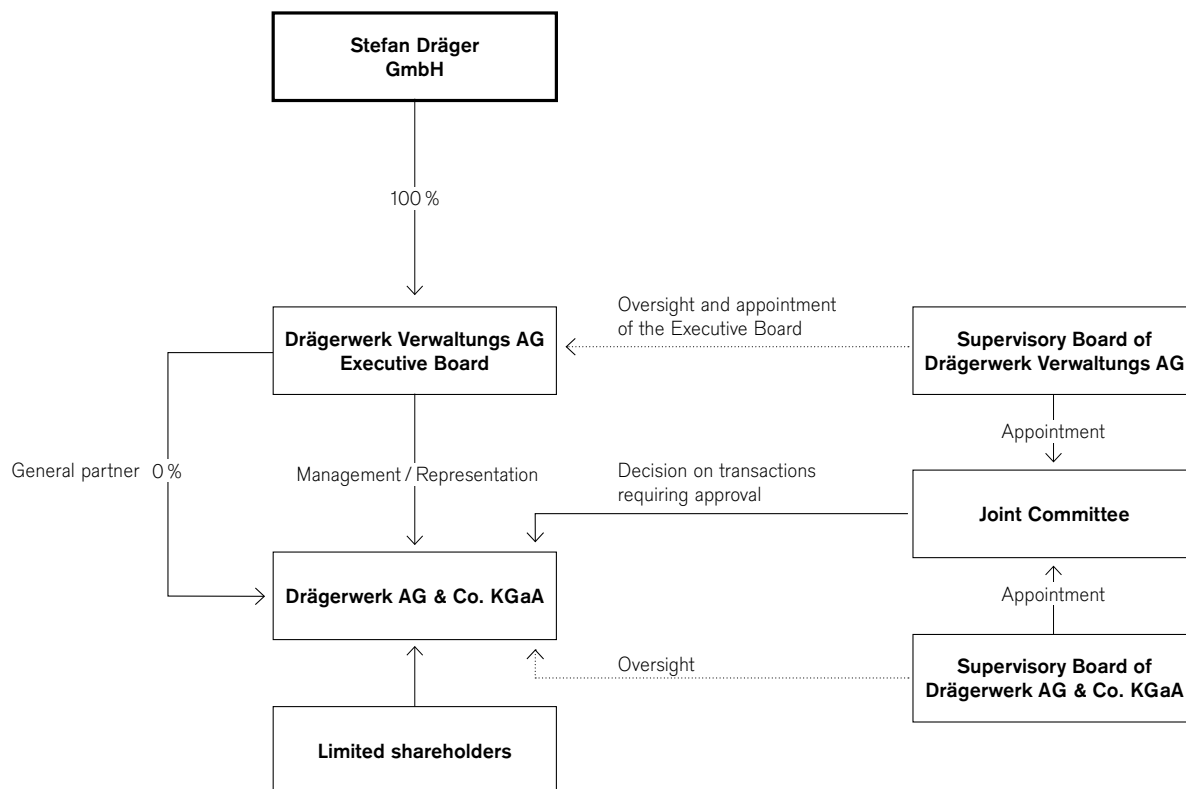 Stefan Dräger
GmbH
100 %
Oversight and appointment
of the Executive Board
Drägerwerk Verwaltungs AG
Executive Board
Supervisory Board of
Drägerwerk Verwaltungs AG
Appointment
General partner 0 %
Management / Representation
Decision on transactions
requiring approval
Joint Committee
Drägerwerk AG & Co. KGaA
Appointment
Oversight
Supervisory Board of
Drägerwerk AG & Co. KGaA
Limited shareholders